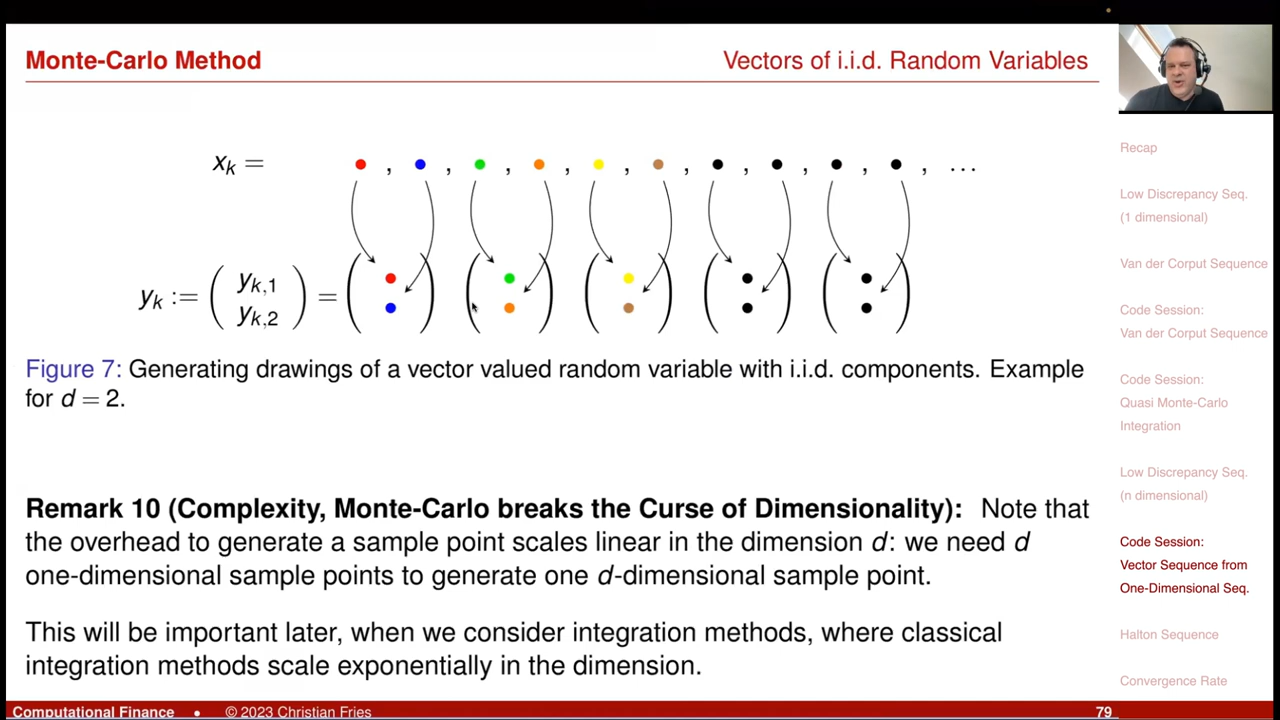 Monte-Carlo Method
Vectors of i.i.d. Random Variables
x_k = , , , , , , , , , , ...
y_k := ( y_{k,1} y_{k,2} ) =
Figure 7: Generating drawings of a vector valued random variable with i.i.d. components. Example
for d = 2.
Remark 10 (Complexity, Monte-Carlo breaks the Curse of Dimensionality): Note that
the overhead to generate a sample point scales linear in the dimension d: we need d
one-dimensional sample points to generate one d-dimensional sample point.
This will be important later, when we consider integration methods, where classical
integration methods scale exponentially in the dimension.
Computational Finance • © 2023 Christian Fries
79
Recap
Low Discrepancy Seq.
(1 dimensional)
Van der Corput Sequence
Code Session:
Van der Corput Sequence
Code Session:
Quasi Monte-Carlo
Integration
Low Discrepancy Seq.
(n dimensional)
Code Session:
Vector Sequence from
One-Dimensional Seq.
Halton Sequence
Convergence Rate